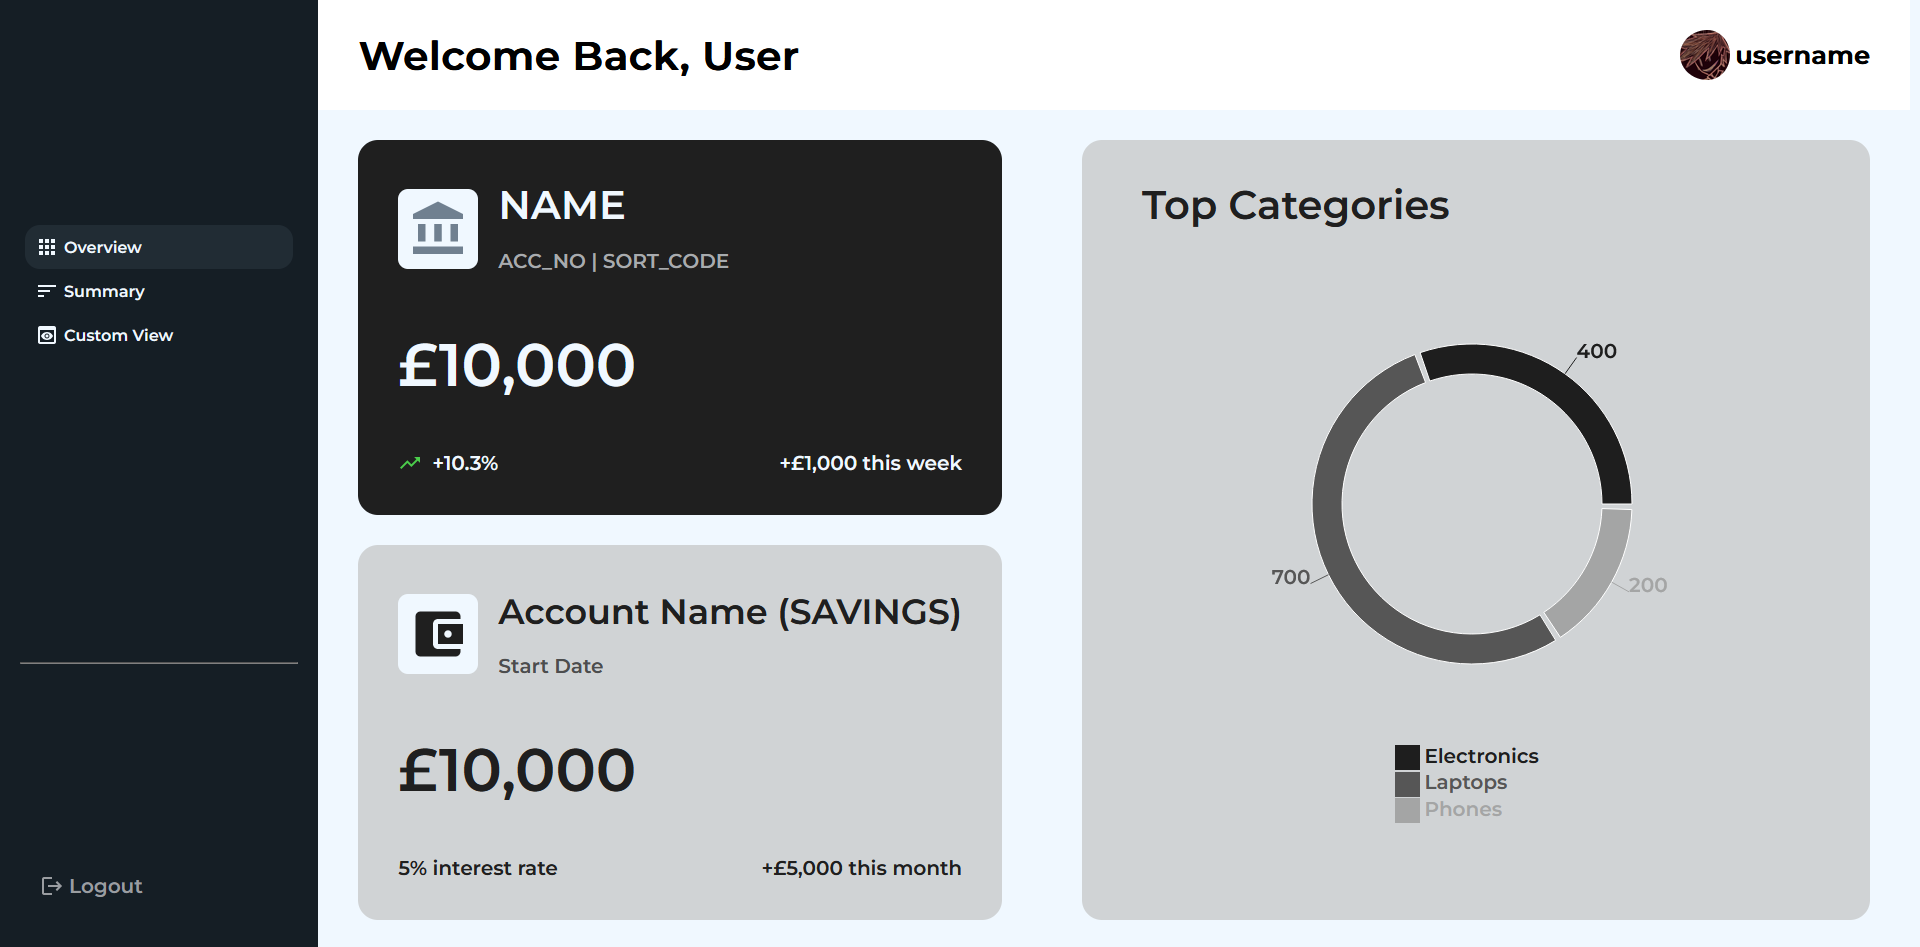 Welcome Back, User
username
Overview
Summary
Custom View
Logout
NAME
ACC_NO | SORT_CODE
£10,000
+10.3%
+£1,000 this week
Account Name (SAVINGS)
Start Date
£10,000
5% interest rate
+£5,000 this month
Top Categories
400
700
200
Electronics
Laptops
Phones